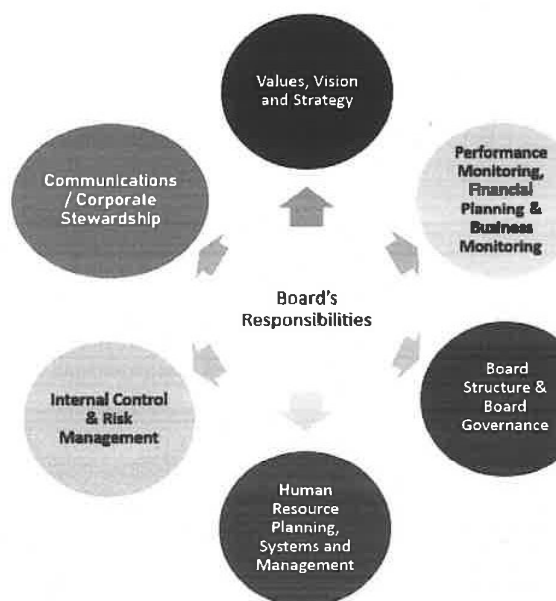 Values, Vision
and Strategy
Performance
Monitoring,
Financial
Planning &
Business
Monitoring
Board
Structure &
Board
Governance
Human
Resource
Planning,
Systems and
Management
Internal Control
& Risk
Management
Communications
/ Corporate
Stewardship
Board's
Responsibilities